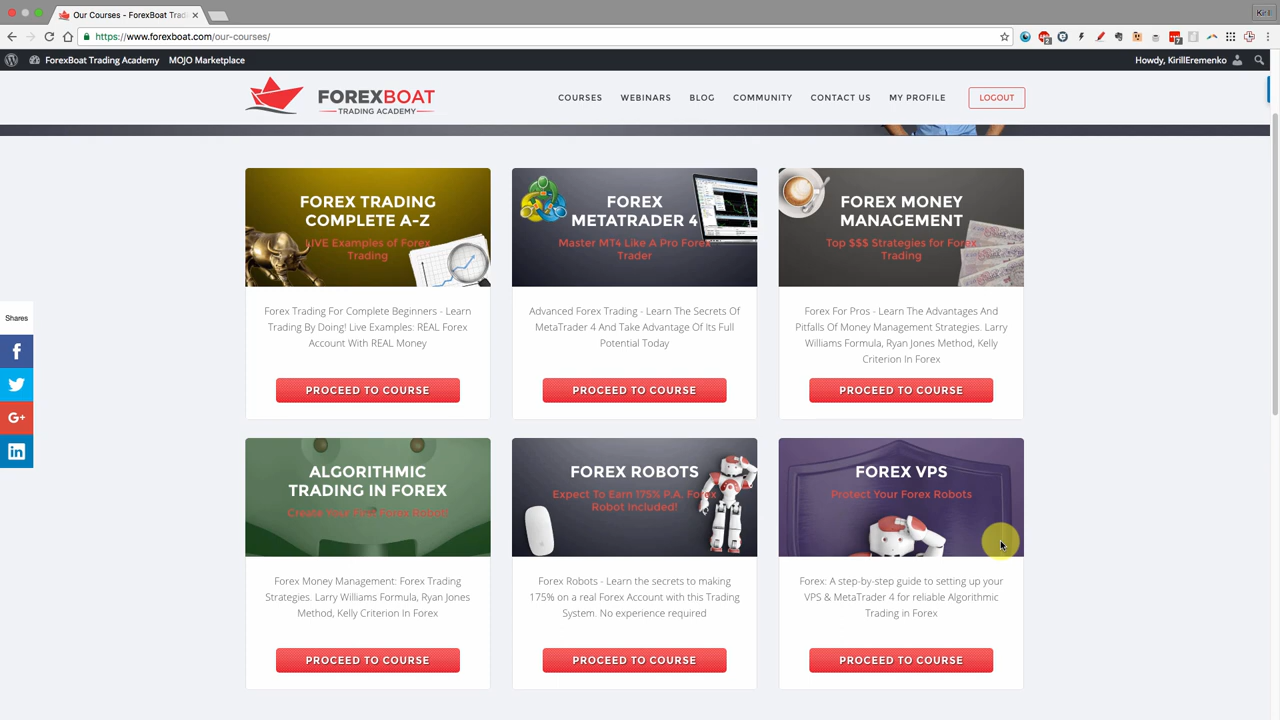 Our Courses - ForexBoat Trad
Kirill
https://www.forexboat.com/our-courses/
2
7
ForexBoat Trading Academy
MOJO Marketplace
Howdy, KirillEremenko
FOREXBOAT
TRADING ACADEMY
COURSES
WEBINARS
BLOG
COMMUNITY
CONTACT US
MY PROFILE
LOGOUT
FOREX TRADING
COMPLETE A-Z
LIVE Examples of Forex
Trading
Forex Trading For Complete Beginners - Learn
Trading By Doing! Live Examples: REAL Forex
Account With REAL Money
PROCEED TO COURSE
FOREX
METATRADER 4
Master MT4 Like A Pro Forex
Trader
Advanced Forex Trading - Learn The Secrets Of
MetaTrader 4 And Take Advantage Of Its Full
Potential Today
PROCEED TO COURSE
FOREX MONEY
MANAGEMENT
Top $$$ Strategies for Forex
Trading
Forex For Pros - Learn The Advantages And
Pitfalls Of Money Management Strategies. Larry
Williams Formula, Ryan Jones Method, Kelly
Criterion In Forex
PROCEED TO COURSE
Shares
ALGORITHMIC
TRADING IN FOREX
Create Your First Forex Robot!
Forex Money Management: Forex Trading
Strategies. Larry Williams Formula, Ryan Jones
Method, Kelly Criterion In Forex
PROCEED TO COURSE
FOREX ROBOTS
Expect To Earn 175% P.A. Forex
Robot Included!
Forex Robots - Learn the secrets to making
175% on a real Forex Account with this Trading
System. No experience required
PROCEED TO COURSE
FOREX VPS
Protect Your Forex Robots
Forex: A step-by-step guide to setting up your
VPS & MetaTrader 4 for reliable Algorithmic
Trading in Forex
PROCEED TO COURSE